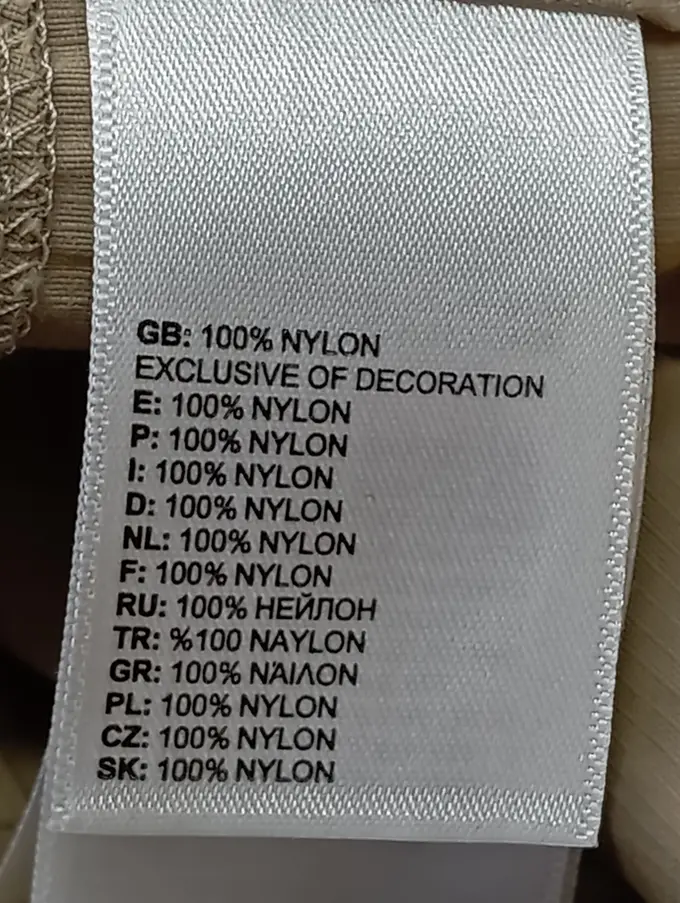 GB: 100% NYLON
EXCLUSIVE OF DECORATION
E: 100% NYLON
P: 100% NYLON
I: 100% NYLON
D: 100% NYLON
NL: 100% NYLON
F: 100% NYLON
RU: 100% НЕЙЛОН
TR: %100 NAYLON
GR: 100% ΝΑΊΛΟΝ
PL: 100% NYLON
CZ: 100% NYLON
SK: 100% NYLON